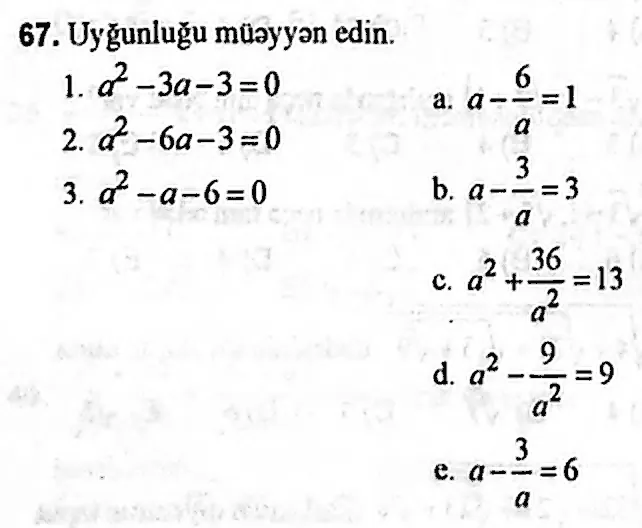 67. Uyğunluğu müəyyən edin.
1. a² − 3a − 3 = 0
2. a² − 6a − 3 = 0
3. a² − a − 6 = 0
a. a − 6/a = 1
b. a − 3/a = 3
c. a² + 36/a² = 13
d. a² − 9/a² = 9
e. a − 3/a = 6